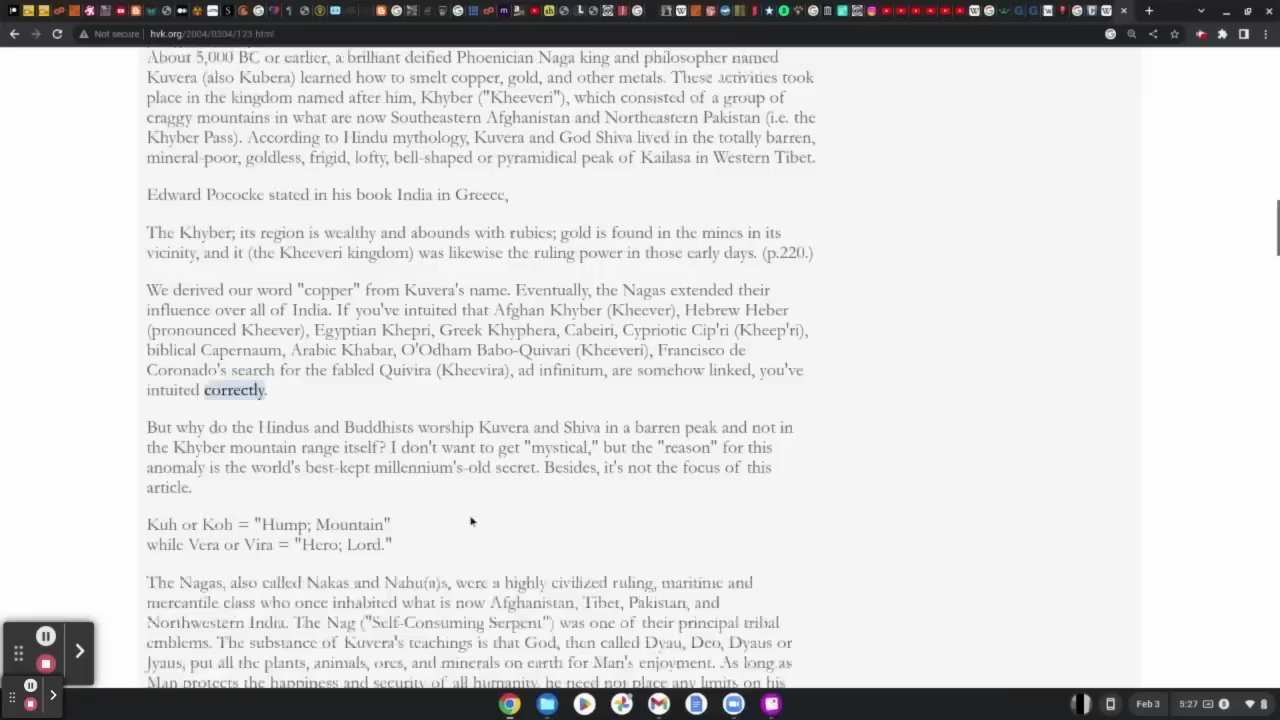 Not secure | hvk.org/2004/0304/123.html
About 5,000 BC or earlier, a brilliant deified Phoenician Naga king and philosopher named
Kuvera (also Kubera) learned how to smelt copper, gold, and other metals. These activities took
place in the kingdom named after him, Khyber ("Kheeveri"), which consisted of a group of
craggy mountains in what are now Southeastern Afghanistan and Northeastern Pakistan (i.e. the
Khyber Pass). According to Hindu mythology, Kuvera and God Shiva lived in the totally barren,
mineral-poor, goldless, frigid, lofty, bell-shaped or pyramidical peak of Kailasa in Western Tibet.
Edward Pococke stated in his book India in Greece,
The Khyber; its region is wealthy and abounds with rubies; gold is found in the mines in its
vicinity, and it (the Kheeveri kingdom) was likewise the ruling power in those early days. (p.220.)
We derived our word "copper" from Kuvera's name. Eventually, the Nagas extended their
influence over all of India. If you've intuited that Afghan Khyber (Kheever), Hebrew Heber
(pronounced Kheever), Egyptian Khepri, Greek Khyphera, Cabeiri, Cypriotic Cip'ri (Kheep'ri),
biblical Capernaum, Arabic Khabar, O'Odham Babo-Quivari (Kheeveri), Francisco de
Coronado's search for the fabled Quivira (Kheevira), ad infinitum, are somehow linked, you've
intuited correctly.
But why do the Hindus and Buddhists worship Kuvera and Shiva in a barren peak and not in
the Khyber mountain range itself? I don't want to get "mystical," but the "reason" for this
anomaly is the world's best-kept millennium's-old secret. Besides, it's not the focus of this
article.
Kuh or Koh = "Hump; Mountain"
while Vera or Vira = "Hero; Lord."
The Nagas, also called Nakas and Nahu(a)s, were a highly civilized ruling, maritime and
mercantile class who once inhabited what is now Afghanistan, Tibet, Pakistan, and
Northwestern India. The Nag ("Self-Consuming Serpent") was one of their principal tribal
emblems. The substance of Kuvera's teachings is that God, then called Dyau, Deo, Dyaus or
Jyaus, put all the plants, animals, ores, and minerals on earth for Man's enjoyment. As long as
Man protects the happiness and security of all humanity, he need not place any limits on his
Feb 3
5:27